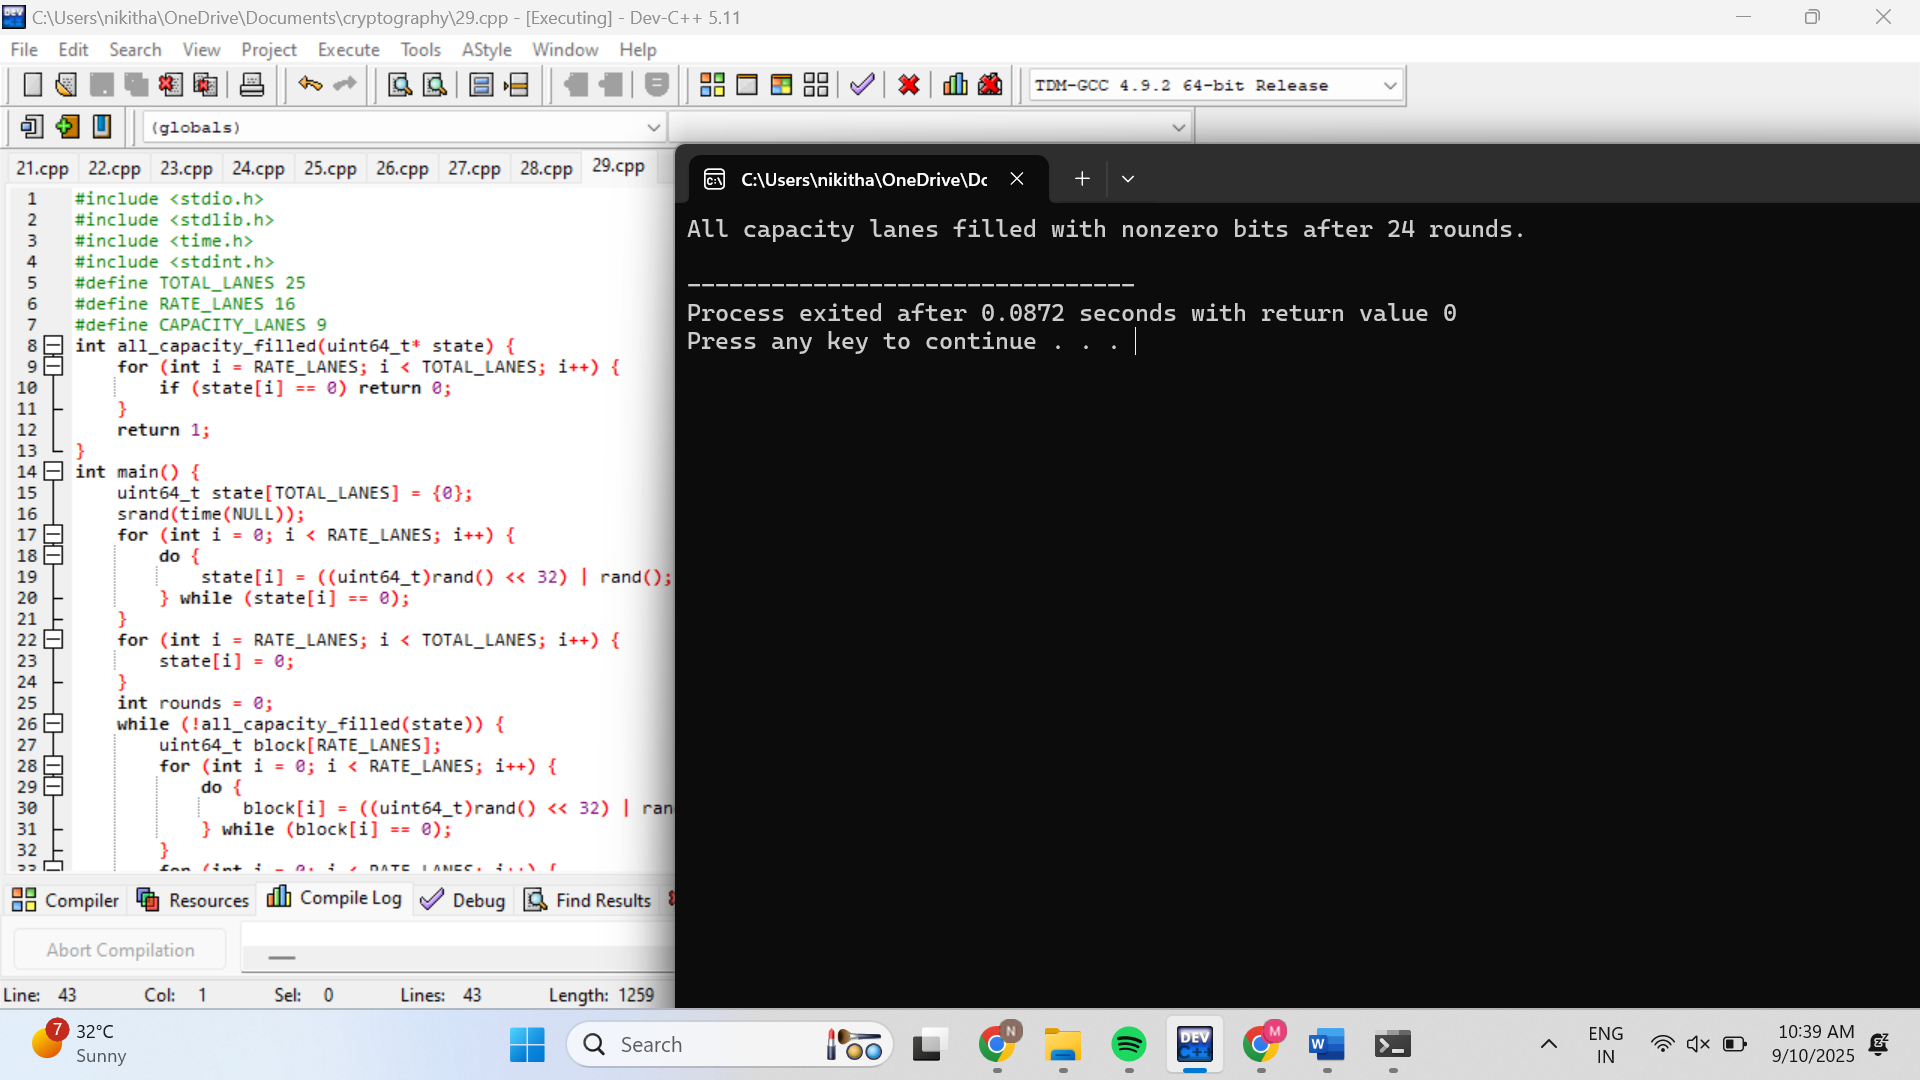 C:\Users\nikitha\OneDrive\Documents\cryptography\29.cpp - [Executing] - Dev-C++ 5.11
File Edit Search View Project Execute Tools AStyle Window Help
TDM-GCC 4.9.2 64-bit Release
(globals)
21.cpp 22.cpp 23.cpp 24.cpp 25.cpp 26.cpp 27.cpp 28.cpp 29.cpp
1 #include <stdio.h>
2 #include <stdlib.h>
3 #include <time.h>
4 #include <stdint.h>
5 #define TOTAL_LANES 25
6 #define RATE_LANES 16
7 #define CAPACITY_LANES 9
8 int all_capacity_filled(uint64_t* state) {
9 for (int i = RATE_LANES; i < TOTAL_LANES; i++) {
10 if (state[i] == 0) return 0;
11 }
12 return 1;
13 }
14 int main() {
15 uint64_t state[TOTAL_LANES] = {0};
16 srand(time(NULL));
17 for (int i = 0; i < RATE_LANES; i++) {
18 do {
19 state[i] = ((uint64_t)rand() << 32) | rand();
20 } while (state[i] == 0);
21 }
22 for (int i = RATE_LANES; i < TOTAL_LANES; i++) {
23 state[i] = 0;
24 }
25 int rounds = 0;
26 while (!all_capacity_filled(state)) {
27 uint64_t block[RATE_LANES];
28 for (int i = 0; i < RATE_LANES; i++) {
29 do {
30 block[i] = ((uint64_t)rand() << 32) | ran
31 } while (block[i] == 0);
32 }
33 for (int i = 0; i < RATE_LANES; i++) {
C:\Users\nikitha\OneDrive\Dc
All capacity lanes filled with nonzero bits after 24 rounds.
--------------------------------
Process exited after 0.0872 seconds with return value 0
Press any key to continue . . .
Compiler Resources Compile Log Debug Find Results
Abort Compilation
Line: 43 Col: 1 Sel: 0 Lines: 43 Length: 1259
7
32°C
Sunny
Search
N
DEV
C++
M
W
ENG
IN
10:39 AM
9/10/2025